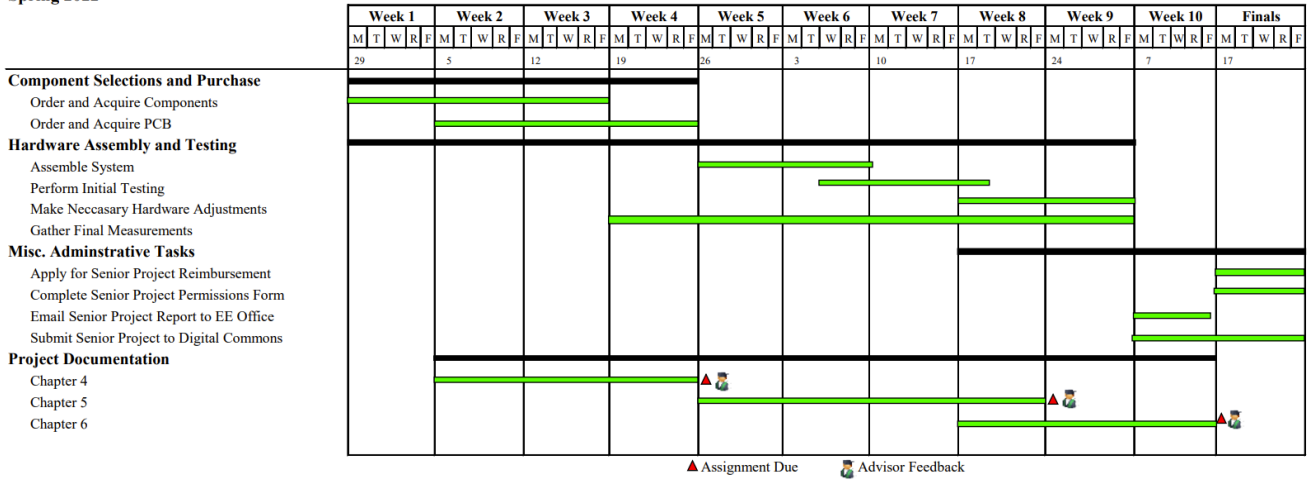 Week 1 Week 2 Week 3 Week 4 Week 5 Week 6 Week 7 Week 8 Week 9 Week 10 Finals
M T W R F M T W R F M T W R F M T W R F M T W R F M T W R F M T W R F M T W R F M T W R F M T W R F M T W R F
29 5 12 19 26 3 10 17 24 7 17
Component Selections and Purchase
Order and Acquire Components
Order and Acquire PCB
Hardware Assembly and Testing
Assemble System
Perform Initial Testing
Make Neccasary Hardware Adjustments
Gather Final Measurements
Misc. Adminstrative Tasks
Apply for Senior Project Reimbursement
Complete Senior Project Permissions Form
Email Senior Project Report to EE Office
Submit Senior Project to Digital Commons
Project Documentation
Chapter 4
Chapter 5
Chapter 6
Assignment Due Advisor Feedback